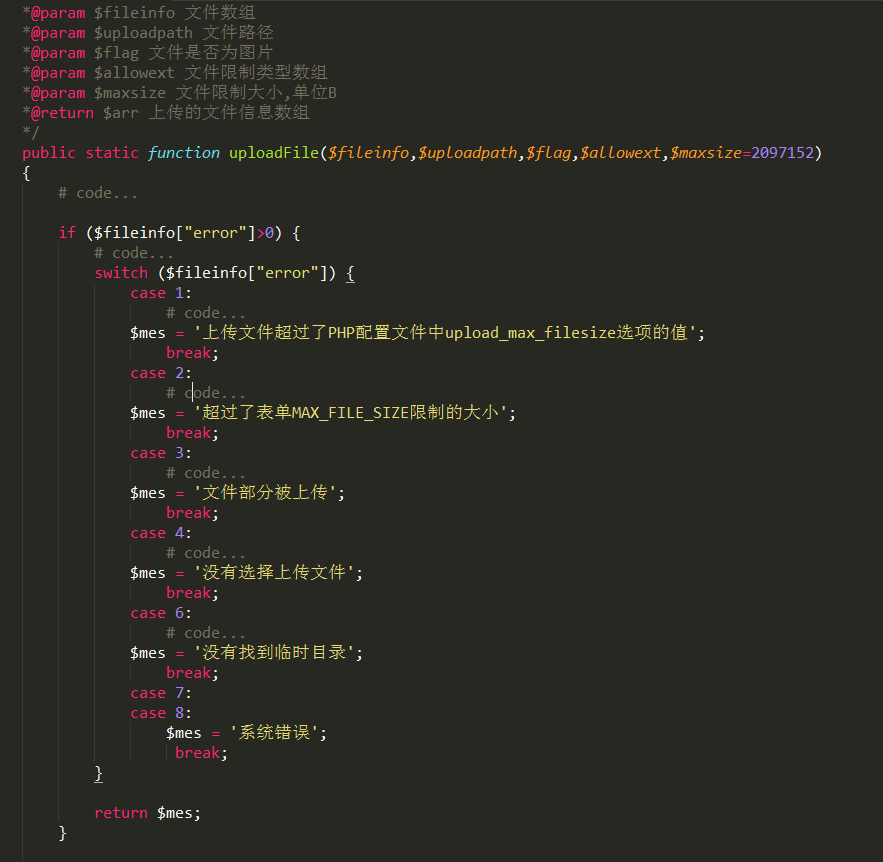 *@param $fileinfo 文件数组
*@param $uploadpath 文件路径
*@param $flag 文件是否为图片
*@param $allowext 文件限制类型数组
*@param $maxsize 文件限制大小,单位B
*@return $arr 上传的文件信息数组
*/
public static function uploadFile($fileinfo,$uploadpath,$flag,$allowext,$maxsize=2097152)
{
# code...
if ($fileinfo["error"]>0) {
# code...
switch ($fileinfo["error"]) {
case 1:
# code...
$mes = '上传文件超过了PHP配置文件中upload_max_filesize选项的值';
break;
case 2:
# code...
$mes = '超过了表单MAX_FILE_SIZE限制的大小';
break;
case 3:
# code...
$mes = '文件部分被上传';
break;
case 4:
# code...
$mes = '没有选择上传文件';
break;
case 6:
# code...
$mes = '没有找到临时目录';
break;
case 7:
case 8:
$mes = '系统错误';
break;
}
return $mes;
}